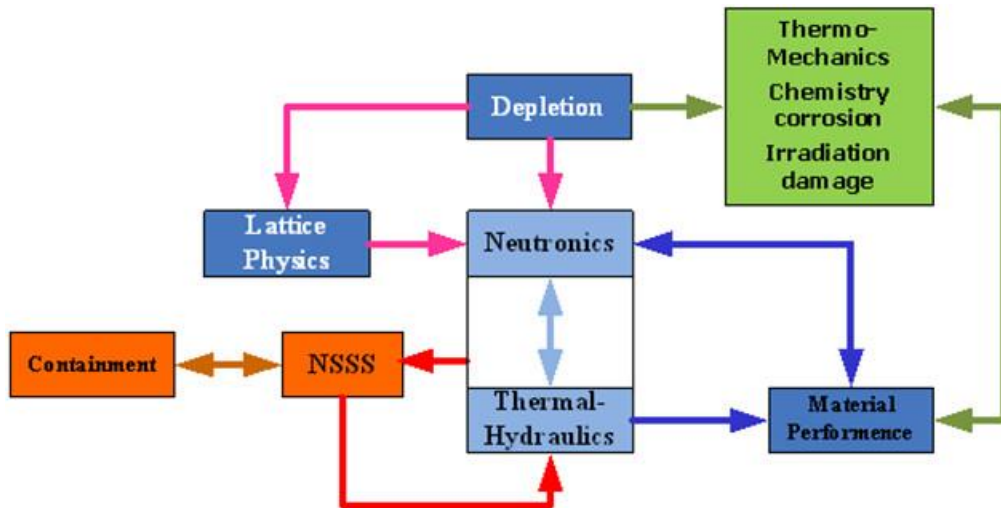 Thermo-
Mechanics
Chemistry
corrosion
Irradiation
damage
Depletion
Lattice
Physics
Neutronics
Containment
NSSS
Thermal-
Hydraulics
Material
Performence